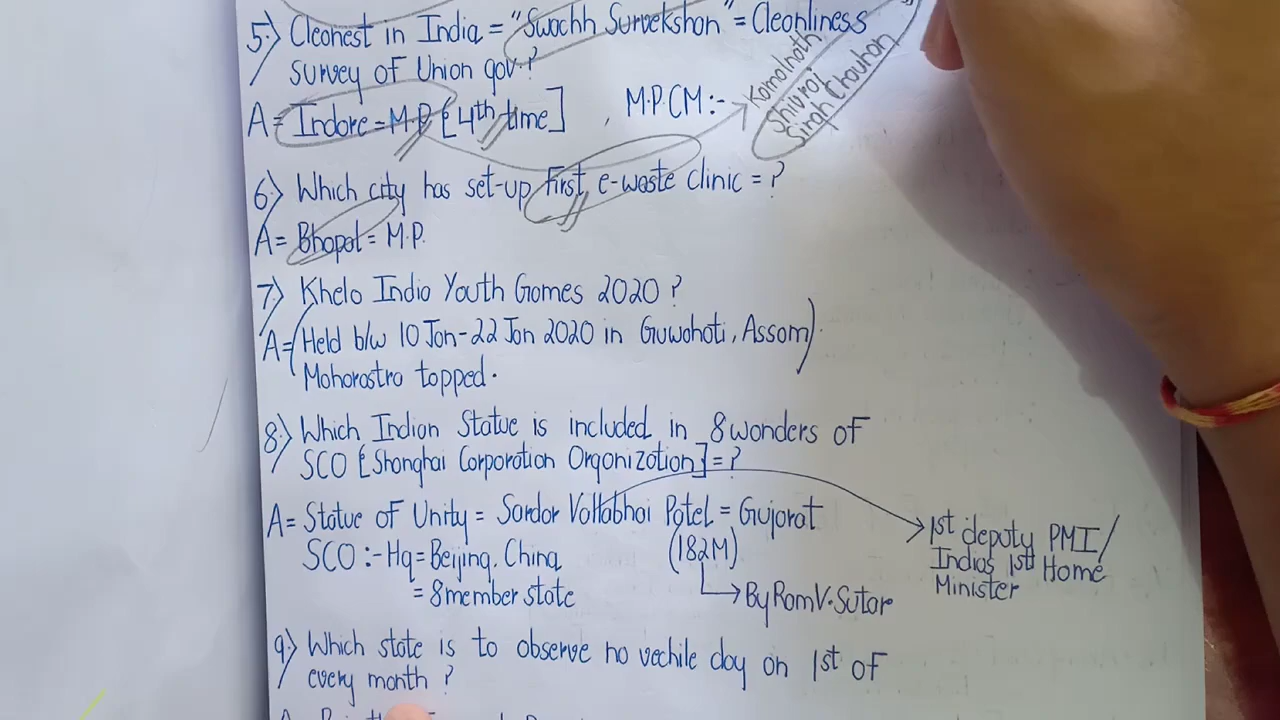 5) Cleanest in India = "Swachh Survekshan" = Cleanliness
survey of Union gov.?
A= Indore = M.P. [4th time] , M.P.CM:- → Kamalnath
Shivraj
Singh Chouhan
6) Which city has set-up first, e-waste clinic = ?
A= Bhopal = M.P.
7) Khelo India Youth Games 2020 ?
A= (Held b/w 10 Jan-22 Jan 2020 in Guwahati, Assam).
Maharastra topped.
8) Which Indian Statue is included in 8 wonders of
SCO [Shanghai Corporation Organization] = ?
A= Statue of Unity = Sardar Vallabhai Patel = Gujarat
(182M)
→ By Ram V. Sutar
→ 1st deputy PMI/
India's 1st Home
Minister
SCO :- Hq = Beijing. China
= 8 member state
9) Which state is to observe no vechile day on 1st of
every month ?